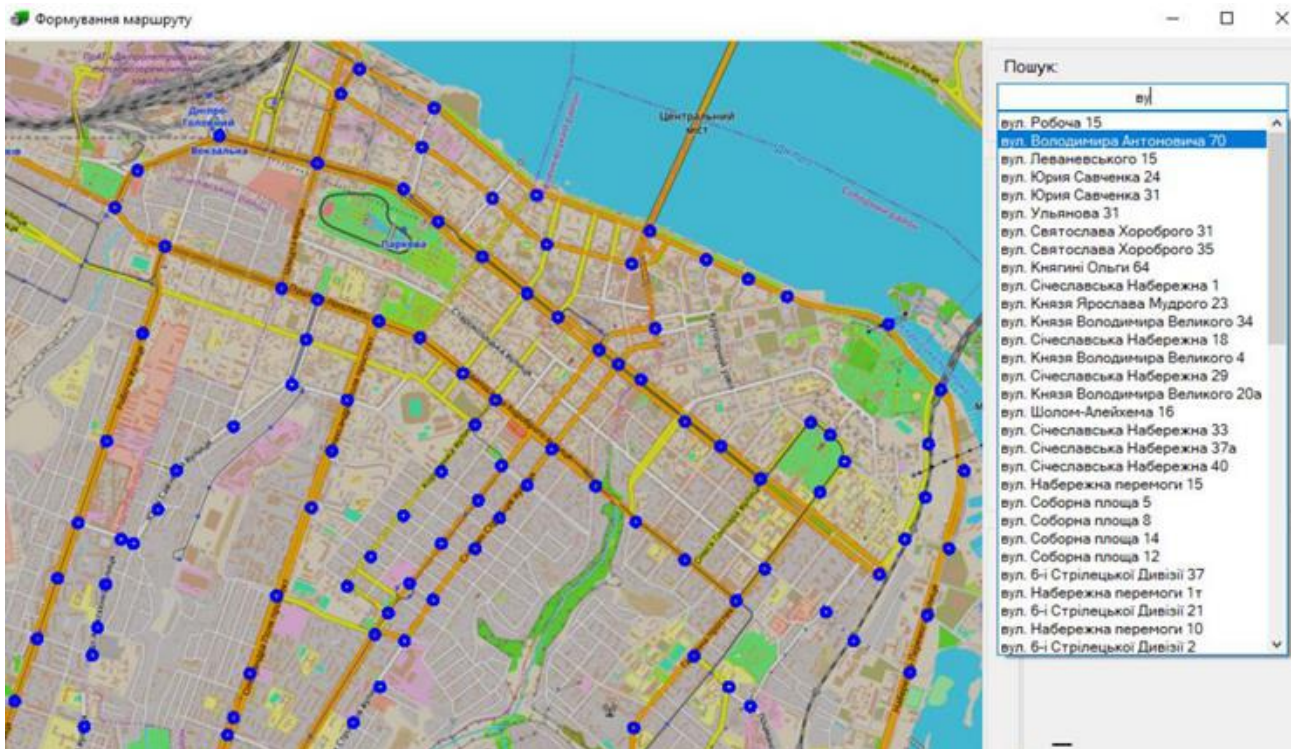 Формування маршруту
Пошук:
ву
вул. Робоча 15
вул. Володимира Антоновича 70
вул. Леваневського 15
вул. Юрия Савченка 24
вул. Юрия Савченка 31
вул. Ульянова 31
вул. Святослава Хороброго 31
вул. Святослава Хороброго 35
вул. Княгині Ольги 64
вул. Січеславська Набережна 1
вул. Князя Ярослава Мудрого 23
вул. Князя Володимира Великого 34
вул. Січеславська Набережна 18
вул. Князя Володимира Великого 4
вул. Січеславська Набережна 29
вул. Князя Володимира Великого 20а
вул. Шолом-Алейхема 16
вул. Січеславська Набережна 33
вул. Січеславська Набережна 37а
вул. Січеславська Набережна 40
вул. Набережна перемоги 15
вул. Соборна площа 5
вул. Соборна площа 8
вул. Соборна площа 14
вул. Соборна площа 12
вул. 6-і Стрілецької Дивізії 37
вул. Набережна перемоги 1т
вул. 6-і Стрілецької Дивізії 21
вул. Набережна перемоги 10
вул. 6-і Стрілецької Дивізії 2
Дніпро-
Головний
Вокзальна
Центральний
міст
Паркова